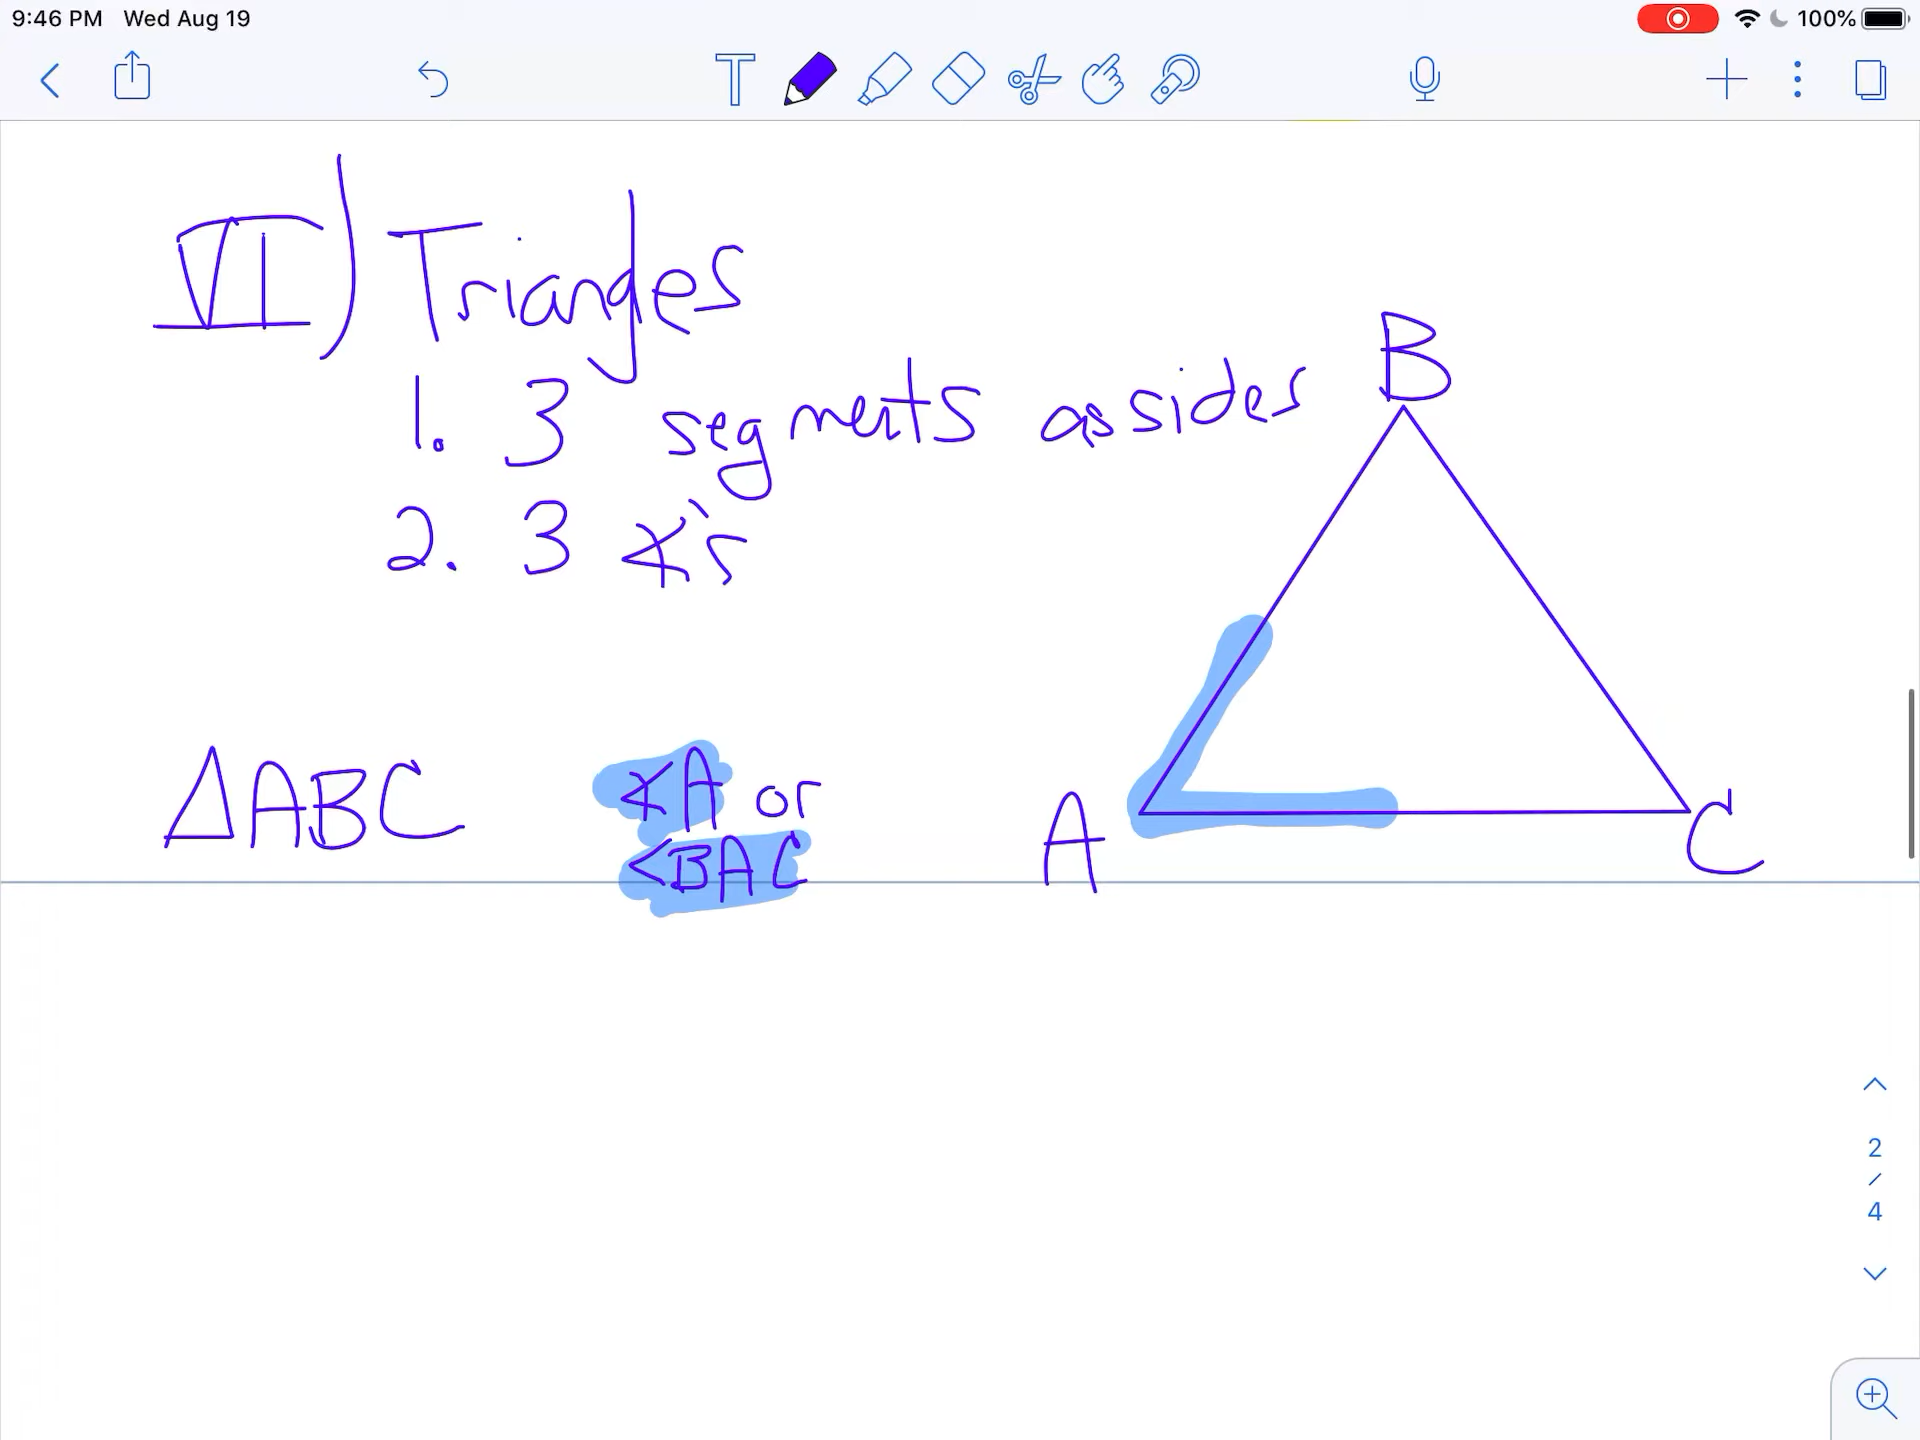 9:46 PM Wed Aug 19 100%
VI) Triangles
1. 3 segments as sides
2. 3 ∢'s
B
△ABC ∢A or
<BAC
A C
2
/
4